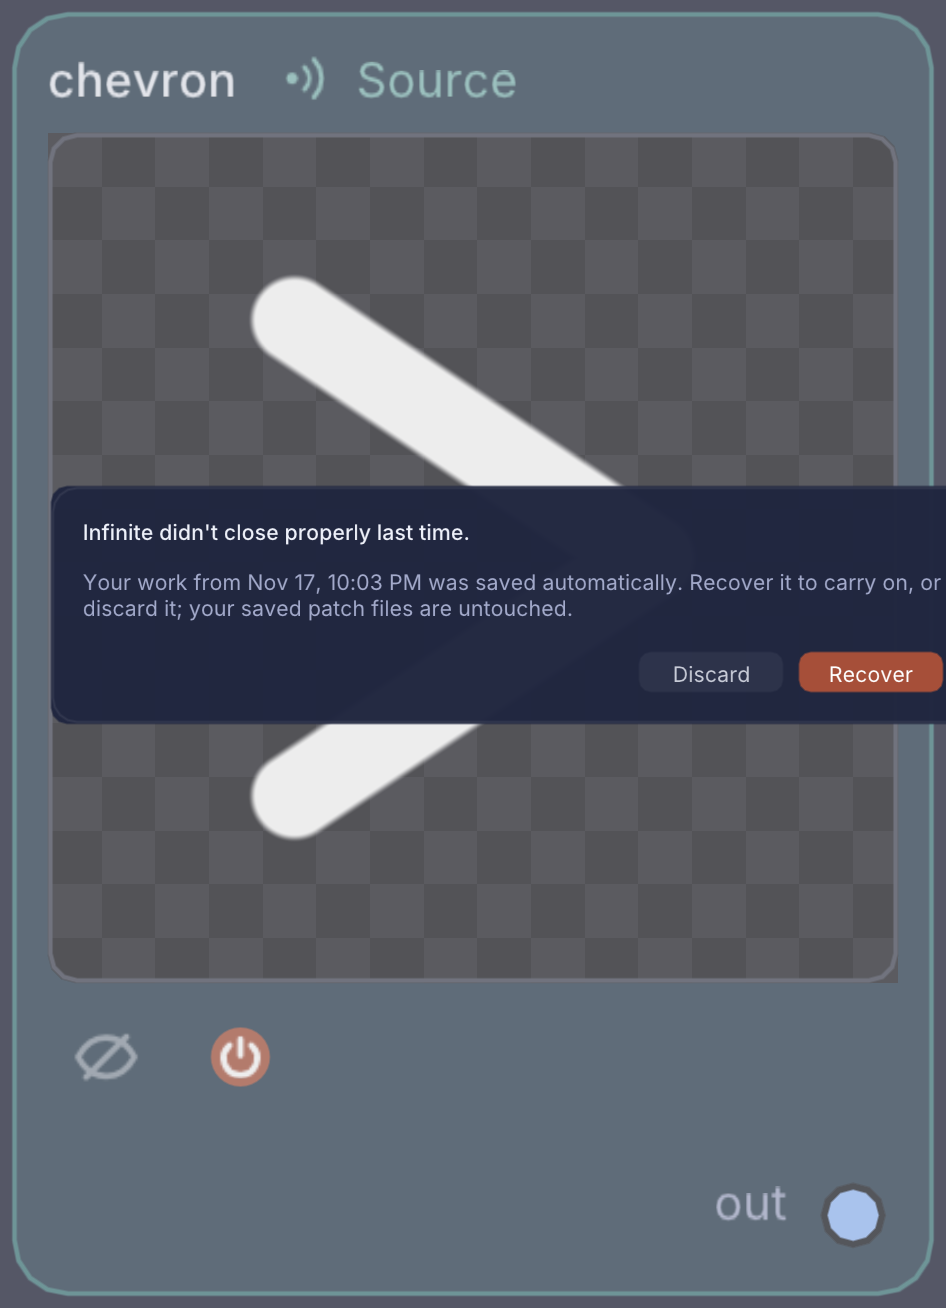 chevron Source
Infinite didn't close properly last time.
Your work from Nov 17, 10:03 PM was saved automatically. Recover it to carry on, or
discard it; your saved patch files are untouched.
Discard Recover
out